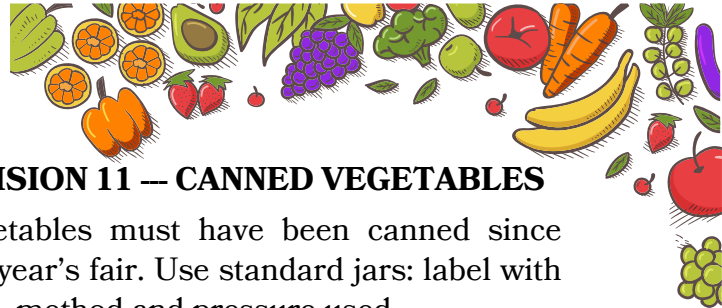 ISION 11 --- CANNED VEGETABLES
etables must have been canned since
year's fair. Use standard jars: label with
method and pressure used